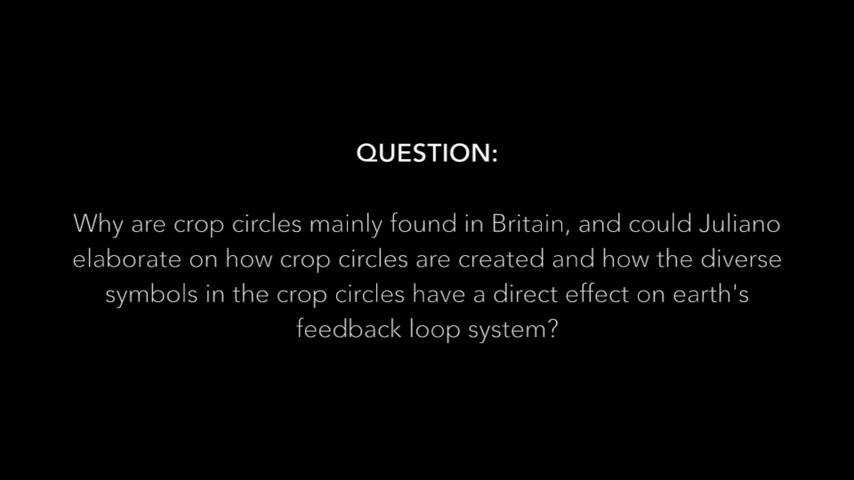 QUESTION:
Why are crop circles mainly found in Britain, and could Juliano
elaborate on how crop circles are created and how the diverse
symbols in the crop circles have a direct effect on earth's
feedback loop system?